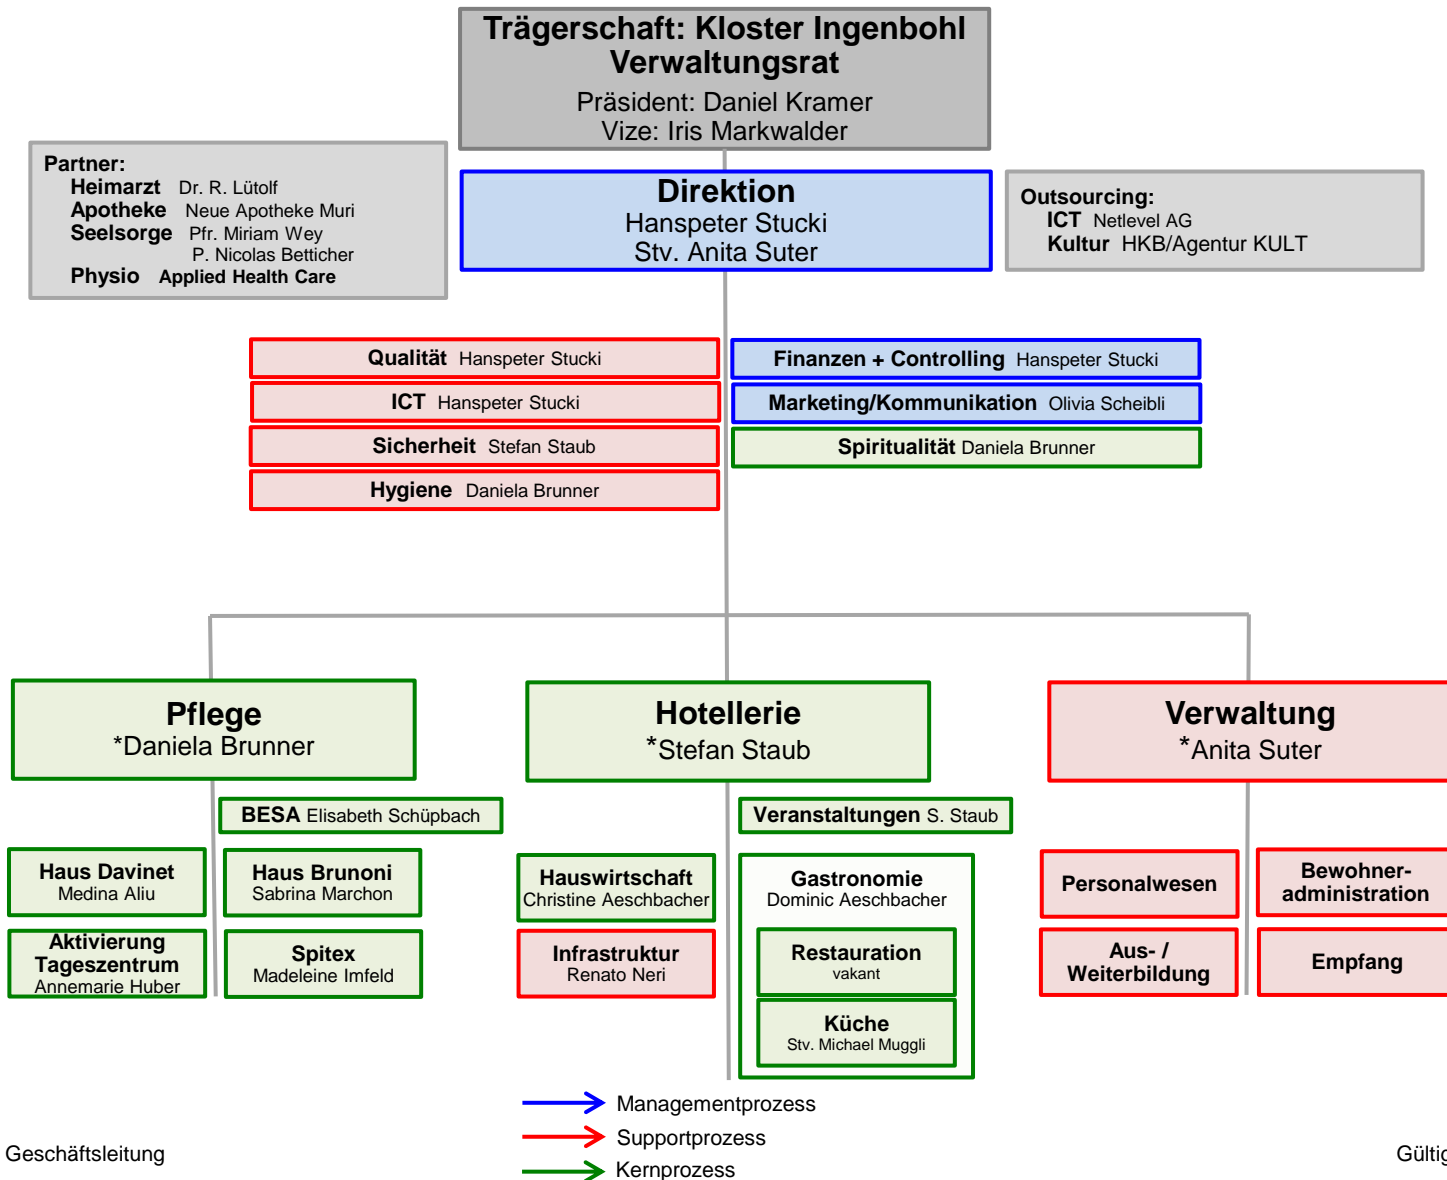 Trägerschaft: Kloster Ingenbohl
Verwaltungsrat
Präsident: Daniel Kramer
Vize: Iris Markwalder
Partner:
Heimarzt Dr. R. Lütolf
Apotheke Neue Apotheke Muri
Seelsorge Pfr. Miriam Wey
P. Nicolas Betticher
Physio Applied Health Care
Direktion
Hanspeter Stucki
Stv. Anita Suter
Outsourcing:
ICT Netlevel AG
Kultur HKB/Agentur KULT
Qualität Hanspeter Stucki
ICT Hanspeter Stucki
Sicherheit Stefan Staub
Hygiene Daniela Brunner
Finanzen + Controlling Hanspeter Stucki
Marketing/Kommunikation Olivia Scheibli
Spiritualität Daniela Brunner
Pflege
*Daniela Brunner
BESA Elisabeth Schüpbach
Haus Davinet
Medina Aliu
Haus Brunoni
Sabrina Marchon
Aktivierung
Tageszentrum
Annemarie Huber
Spitex
Madeleine Imfeld
Hotellerie
*Stefan Staub
Veranstaltungen S. Staub
Hauswirtschaft
Christine Aeschbacher
Infrastruktur
Renato Neri
Gastronomie
Dominic Aeschbacher
Restauration
vakant
Küche
Stv. Michael Muggli
Verwaltung
*Anita Suter
Personalwesen
Bewohner-
administration
Aus- /
Weiterbildung
Empfang
Managementprozess
Supportprozess
Kernprozess
Geschäftsleitung
Gültig